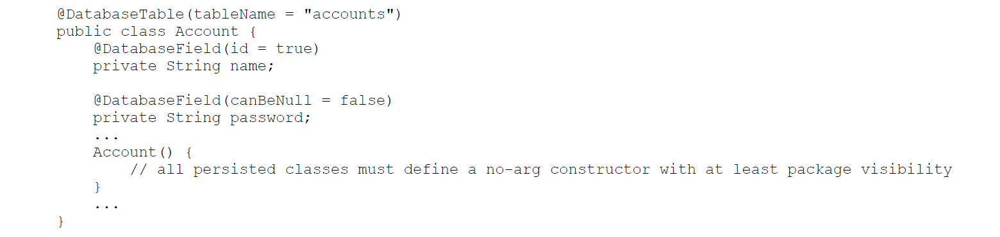 @DatabaseTable(tableName = "accounts")
public class Account {
    @DatabaseField(id = true)
    private String name;

    @DatabaseField(canBeNull = false)
    private String password;
    ...
    Account() {
        // all persisted classes must define a no-arg constructor with at least package visibility
    }
    ...
}